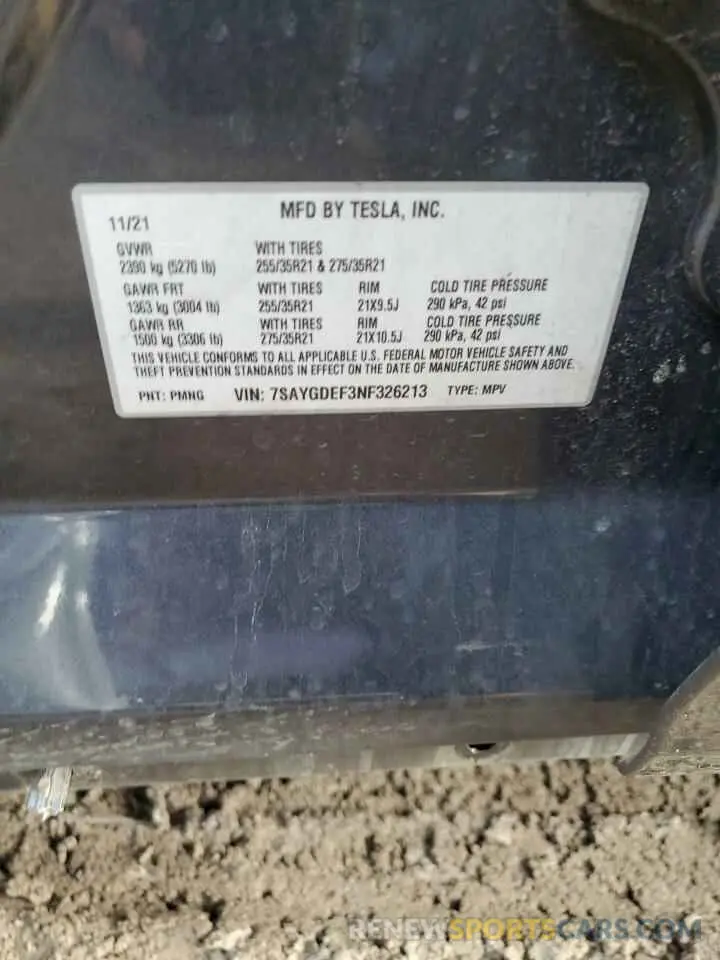 MFD BY TESLA, INC.
11/21
GVWR WITH TIRES
2390 kg (5270 lb) 255/35R21 & 275/35R21
GAWR FRT WITH TIRES RIM COLD TIRE PRESSURE
1363 kg (3004 lb) 255/35R21 21X9.5J 290 kPa, 42 psi
GAWR RR WITH TIRES RIM COLD TIRE PRESSURE
1500 kg (3306 lb) 275/35R21 21X10.5J 290 kPa, 42 psi
THIS VEHICLE CONFORMS TO ALL APPLICABLE U.S. FEDERAL MOTOR VEHICLE SAFETY AND
THEFT PREVENTION STANDARDS IN EFFECT ON THE DATE OF MANUFACTURE SHOWN ABOVE.
PNT: PMNG VIN: 7SAYGDEF3NF326213 TYPE: MPV
RENEWSPORTSCARS.COM